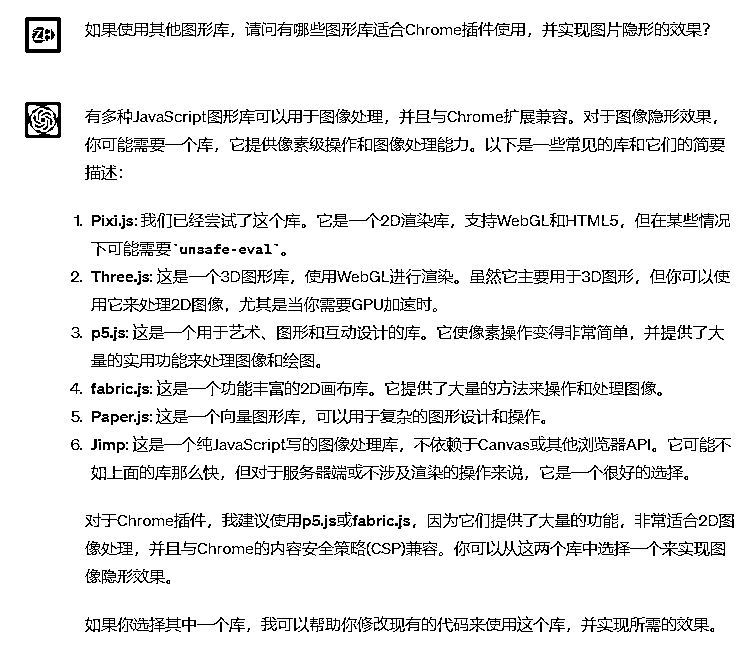 如果使用其他图形库，请问有哪些图形库适合Chrome插件使用，并实现图片隐形的效果？
有多种JavaScript图形库可以用于图像处理，并且与Chrome扩展兼容。对于图像隐形效果，
你可能需要一个库，它提供像素级操作和图像处理能力。以下是一些常见的库和它们的简要
描述：
1. Pixi.js: 我们已经尝试了这个库。它是一个2D渲染库，支持WebGL和HTML5，但在某些情况
下可能需要`unsafe-eval`。
2. Three.js: 这是一个3D图形库，使用WebGL进行渲染。虽然它主要用于3D图形，但你可以使
用它来处理2D图像，尤其是当你需要GPU加速时。
3. p5.js: 这是一个用于艺术、图形和互动设计的库。它使像素操作变得非常简单，并提供了大
量的实用功能来处理图像和绘图。
4. fabric.js: 这是一个功能丰富的2D画布库。它提供了大量的方法来操作和处理图像。
5. Paper.js: 这是一个向量图形库，可以用于复杂的图形设计和操作。
6. Jimp: 这是一个纯JavaScript写的图像处理库，不依赖于Canvas或其他浏览器API。它可能不
如上面的库那么快，但对于服务器端或不涉及渲染的操作来说，它是一个很好的选择。
对于Chrome插件，我建议使用p5.js或fabric.js，因为它们提供了大量的功能，非常适合2D图
像处理，并且与Chrome的内容安全策略(CSP)兼容。你可以从这两个库中选择一个来实现图
像隐形效果。
如果你选择其中一个库，我可以帮助你修改现有的代码来使用这个库，并实现所需的效果。